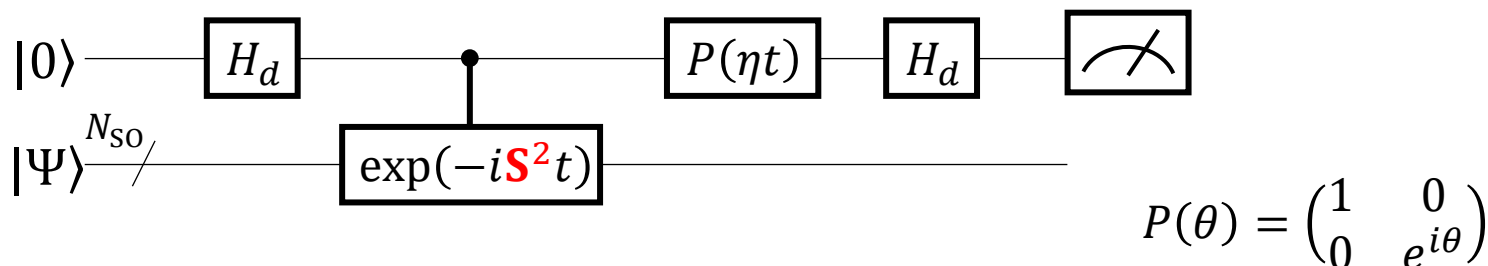 |0⟩ H_d P(ηt) H_d
N_SO
|Ψ⟩ exp(−iS²t)
P(θ) = (1 0
0 e^{iθ})